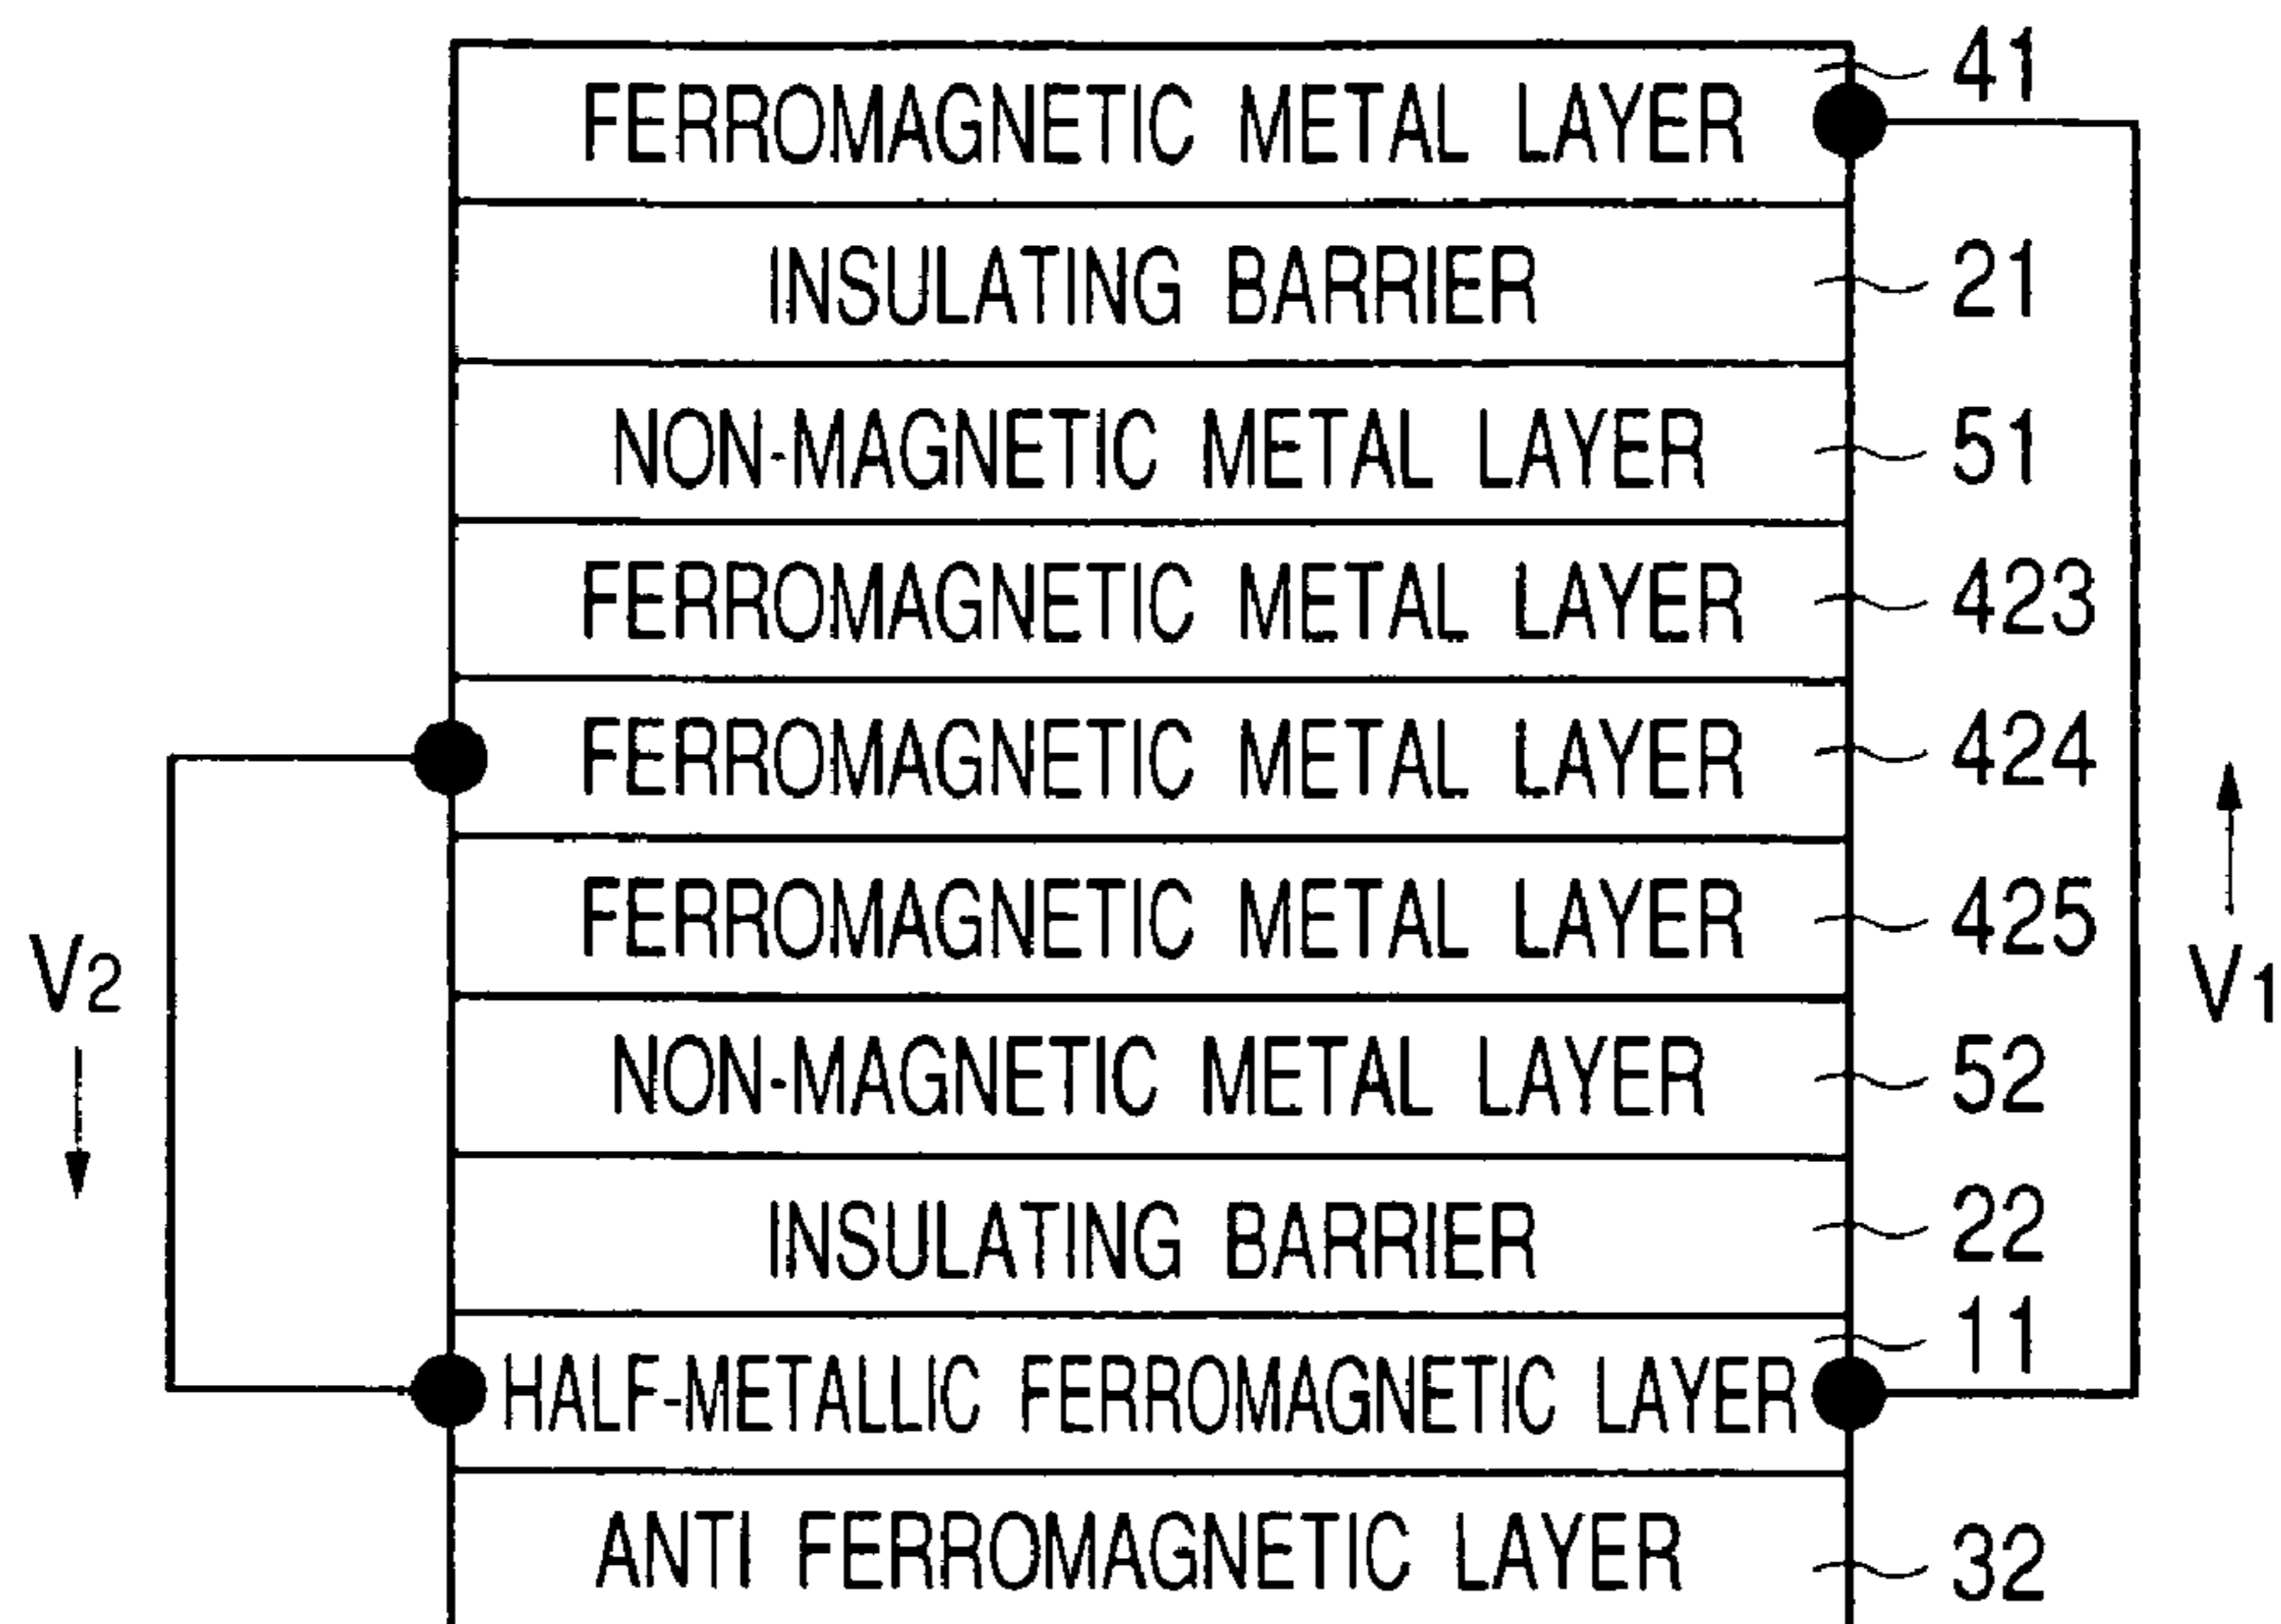 FERROMAGNETIC METAL LAYER 41
INSULATING BARRIER 21
NON-MAGNETIC METAL LAYER 51
FERROMAGNETIC METAL LAYER 423
FERROMAGNETIC METAL LAYER 424
FERROMAGNETIC METAL LAYER 425
V2
V1
NON-MAGNETIC METAL LAYER 52
INSULATING BARRIER 22
HALF-METALLIC FERROMAGNETIC LAYER 11
ANTI FERROMAGNETIC LAYER 32